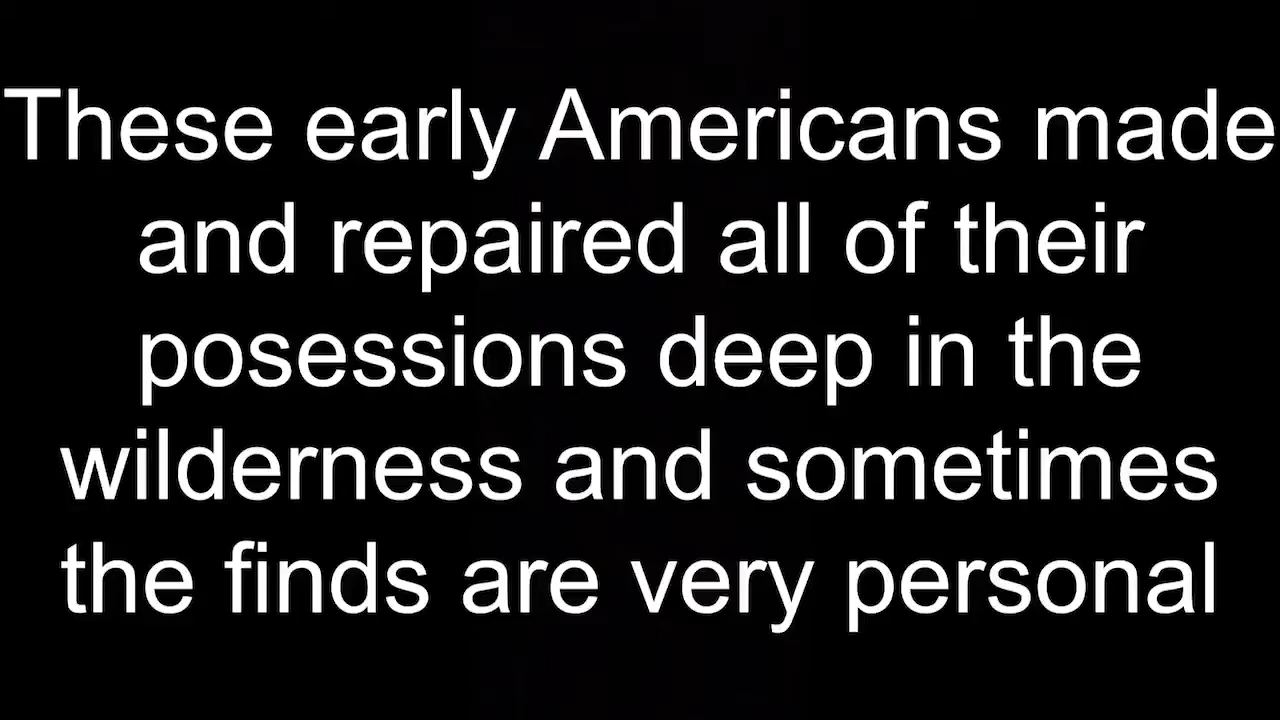 These early Americans made
and repaired all of their
posessions deep in the
wilderness and sometimes
the finds are very personal